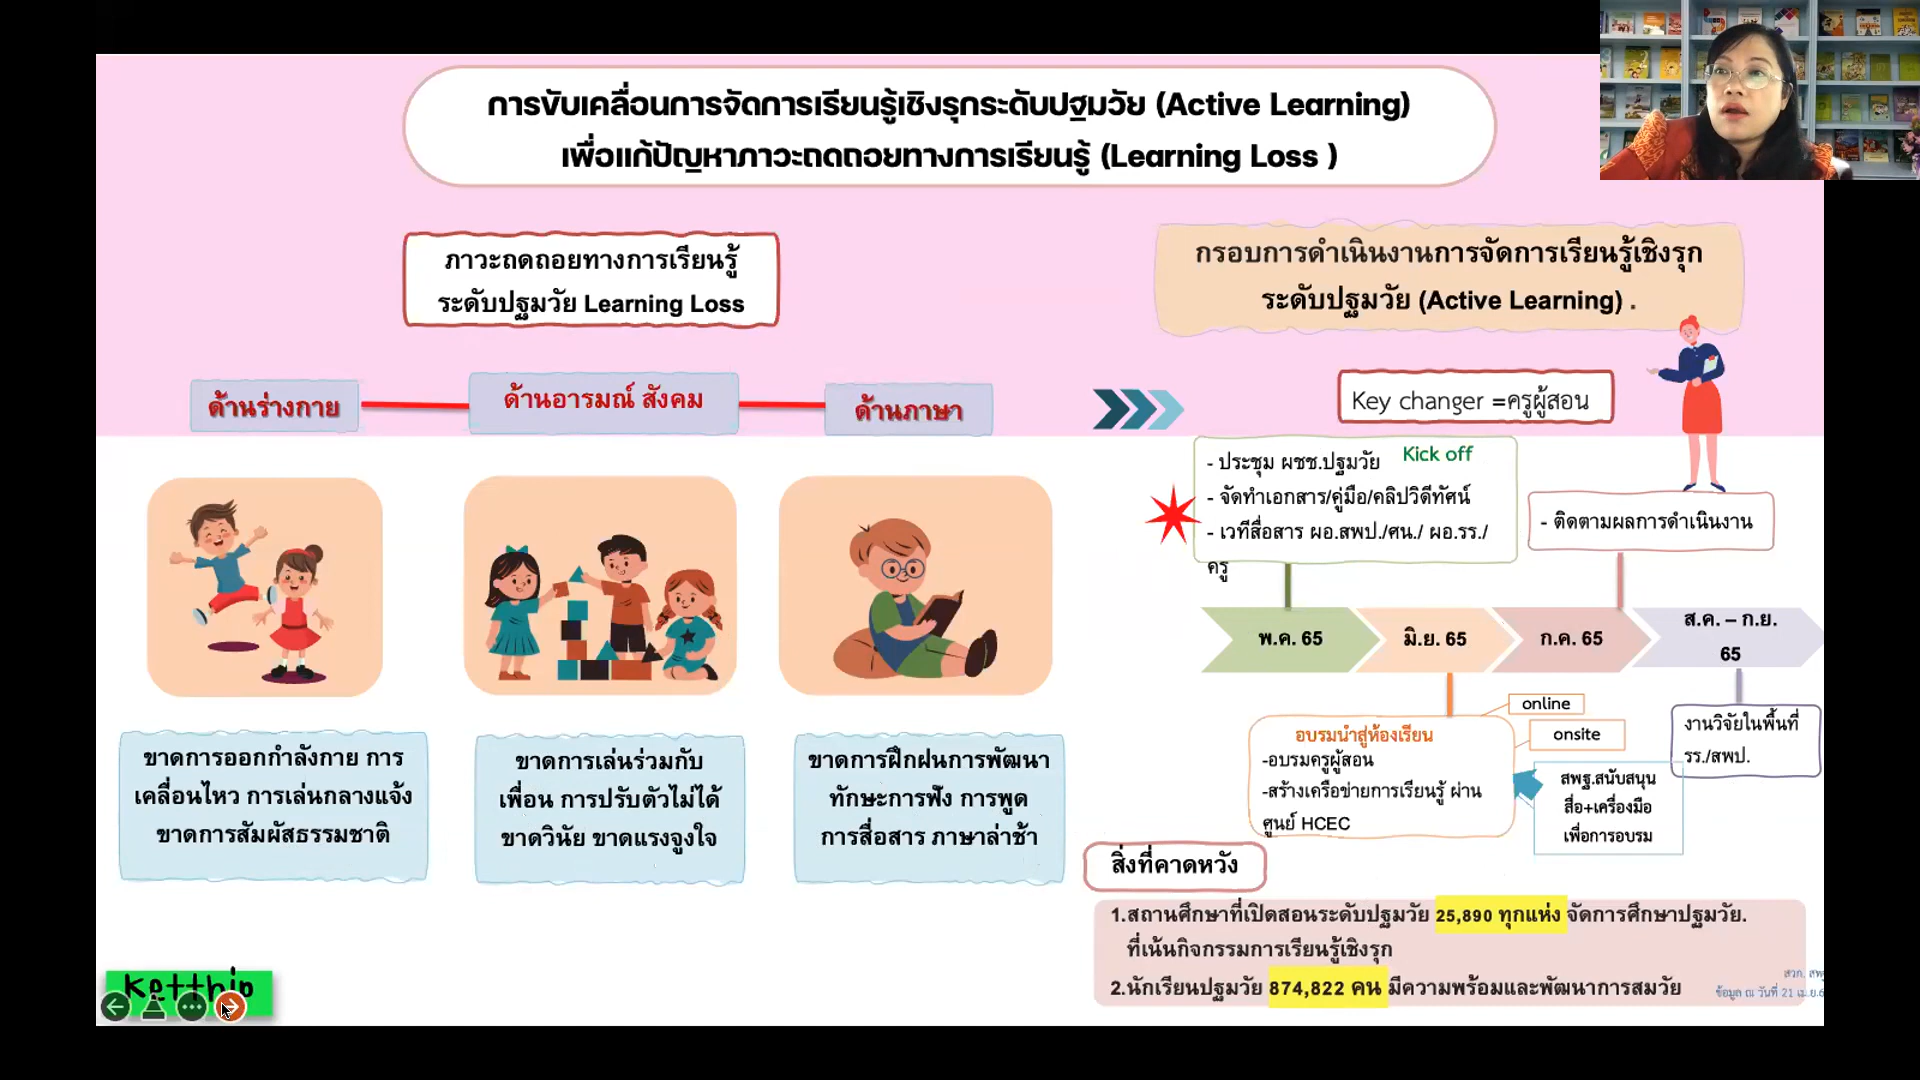 การขับเคลื่อนการจัดการเรียนรู้เชิงรุกระดับปฐมวัย (Active Learning)
เพื่อแก้ปัญหาภาวะถดถอยทางการเรียนรู้ (Learning Loss )
ภาวะถดถอยทางการเรียนรู้
ระดับปฐมวัย Learning Loss
ด้านร่างกาย
ด้านอารมณ์ สังคม
ด้านภาษา
ขาดการออกกำลังกาย การ
เคลื่อนไหว การเล่นกลางแจ้ง
ขาดการสัมผัสธรรมชาติ
ขาดการเล่นร่วมกับ
เพื่อน การปรับตัวไม่ได้
ขาดวินัย ขาดแรงจูงใจ
ขาดการฝึกฝนการพัฒนา
ทักษะการฟัง การพูด
การสื่อสาร ภาษาล่าช้า
กรอบการดำเนินงานการจัดการเรียนรู้เชิงรุก
ระดับปฐมวัย (Active Learning) .
Key changer =ครูผู้สอน
- ประชุม ผชช.ปฐมวัย Kick off
- จัดทำเอกสาร/คู่มือ/คลิปวิดีทัศน์
- เวทีสื่อสาร ผอ.สพป./ศน./ ผอ.รร./
ครู
- ติดตามผลการดำเนินงาน
พ.ค. 65
มิ.ย. 65
ก.ค. 65
ส.ค. – ก.ย.
65
online
onsite
อบรมนำสู่ห้องเรียน
-อบรมครูผู้สอน
-สร้างเครือข่ายการเรียนรู้ ผ่าน
ศูนย์ HCEC
งานวิจัยในพื้นที่
รร./สพป.
สพฐ.สนับสนุน
สื่อ+เครื่องมือ
เพื่อการอบรม
สิ่งที่คาดหวัง
1.สถานศึกษาที่เปิดสอนระดับปฐมวัย 25,890 ทุกแห่ง จัดการศึกษาปฐมวัย.
ที่เน้นกิจกรรมการเรียนรู้เชิงรุก
2.นักเรียนปฐมวัย 874,822 คน มีความพร้อมและพัฒนาการสมวัย
สวก.
ข้อมูล ณ วันที่ 21 เม.ย.6
Ketthip